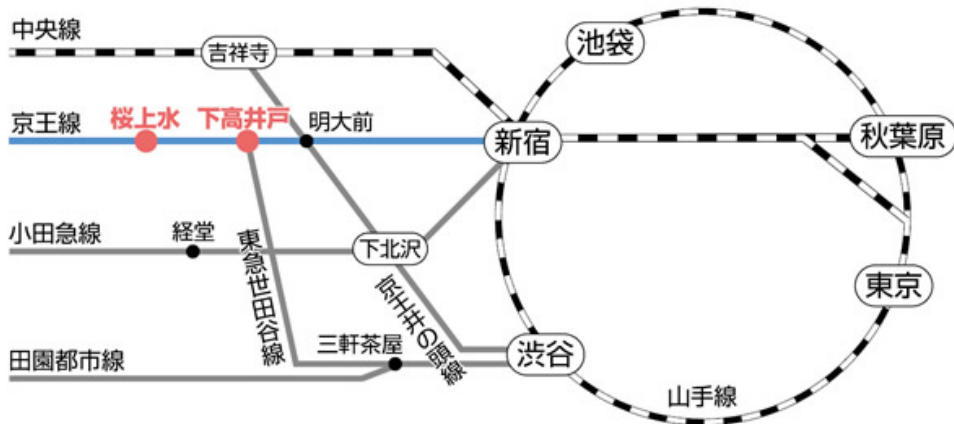 中央線
吉祥寺
池袋
京王線
桜上水
下高井戸
明大前
新宿
秋葉原
小田急線
経堂
下北沢
東急世田谷線
京王井の頭線
東京
田園都市線
三軒茶屋
渋谷
山手線